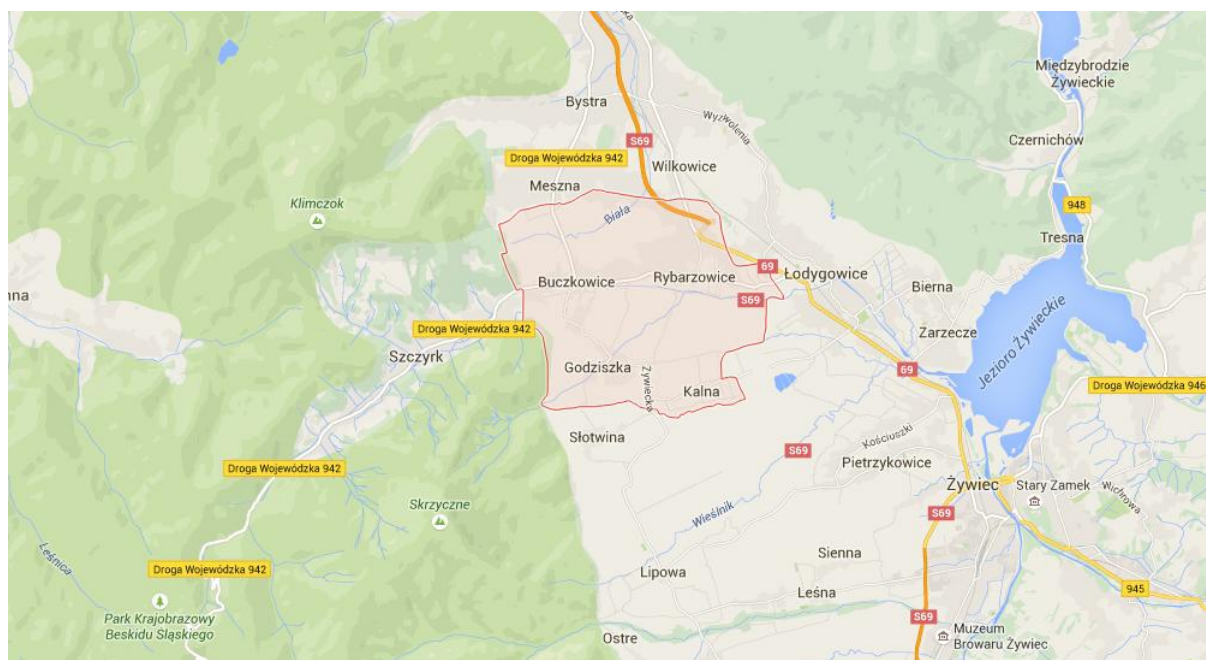 Międzybrodzie
Żywieckie
Bystra
Wyzwolenia
S69
Czernichów
Droga Wojewódzka 942
Wilkowice
Meszna
Klimczok
948
Biała
Tresna
69
Łodygowice
Buczkowice
Rybarzowice
nna
S69
Bierna
Droga Wojewódzka 942
Zarzecze
Jezioro Żywieckie
Szczyrk
Godziszka
Żywiecka
69
Kalna
Droga Wojewódzka 946
Słotwina
Kościuszki
S69
Pietrzykowice
Droga Wojewódzka 942
Żywiec
Stary Zamek
Wichrowa
Skrzyczne
Wieśnik
S69
Sienna
Leśnica
Droga Wojewódzka 942
Lipowa
Leśna
945
Park Krajobrazowy
Beskidu Śląskiego
S69
Ostre
Muzeum
Browaru Żywiec